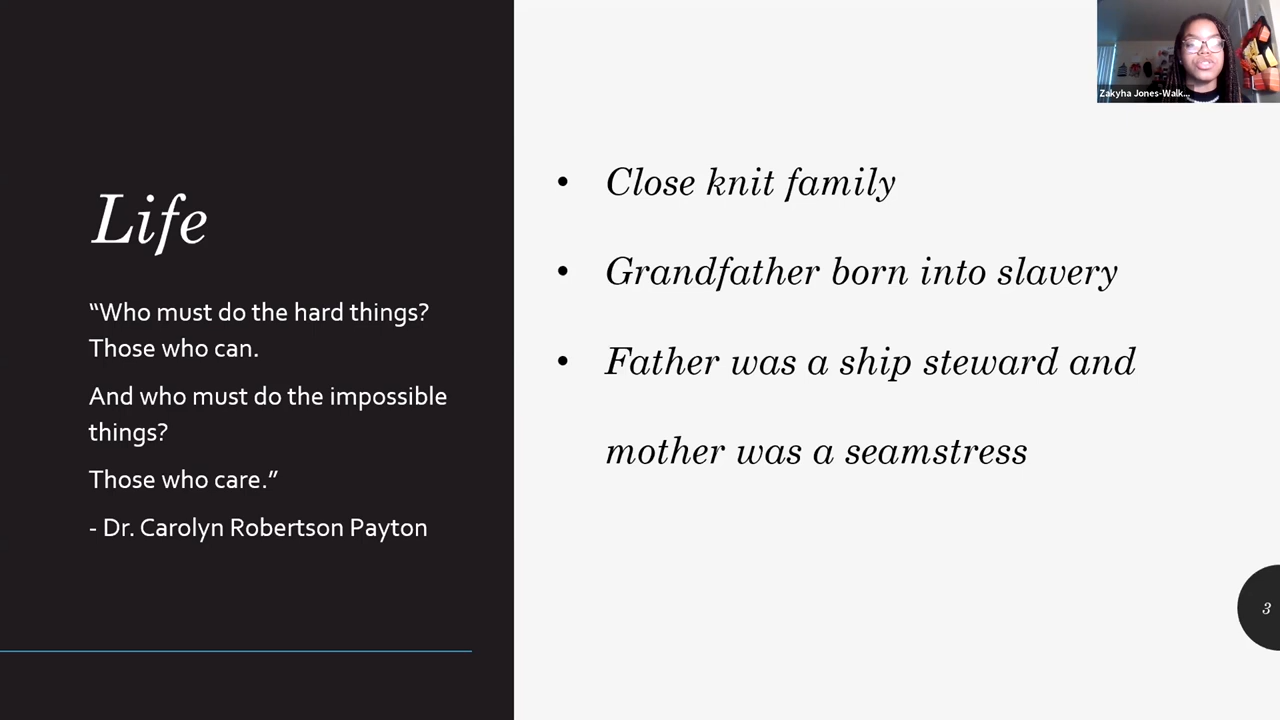 Zakyha Jones-Walk...
Life
“Who must do the hard things?
Those who can.
And who must do the impossible
things?
Those who care.”
- Dr. Carolyn Robertson Payton
• Close knit family
• Grandfather born into slavery
• Father was a ship steward and
mother was a seamstress
3